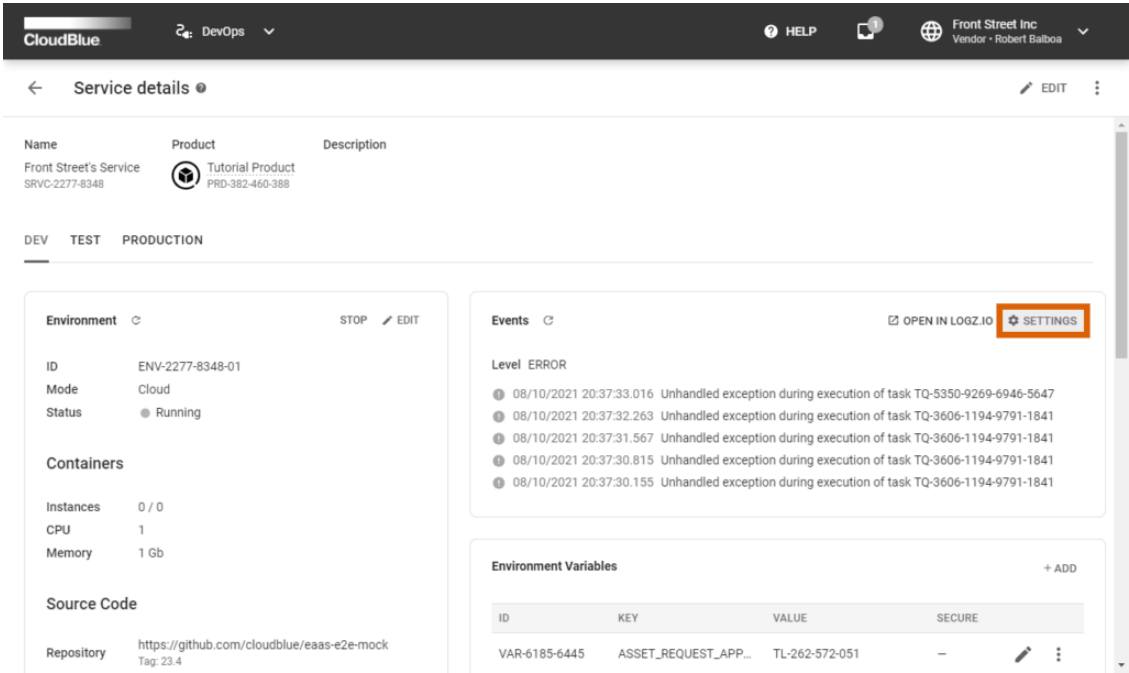 CloudBlue
DevOps
HELP
1
Front Street Inc
Vendor • Robert Balboa
Service details
EDIT
Name
Product
Description
Front Street's Service
SRVC-2277-8348
Tutorial Product
PRD-382-460-388
DEV
TEST
PRODUCTION
Environment
STOP
EDIT
ID ENV-2277-8348-01
Mode Cloud
Status Running
Containers
Instances 0 / 0
CPU 1
Memory 1 Gb
Source Code
Repository https://github.com/cloudblue/eaas-e2e-mock
Tag: 23.4
Events
OPEN IN LOGZ.IO
SETTINGS
Level ERROR
08/10/2021 20:37:33.016 Unhandled exception during execution of task TQ-5350-9269-6946-5647
08/10/2021 20:37:32.263 Unhandled exception during execution of task TQ-3606-1194-9791-1841
08/10/2021 20:37:31.567 Unhandled exception during execution of task TQ-3606-1194-9791-1841
08/10/2021 20:37:30.815 Unhandled exception during execution of task TQ-3606-1194-9791-1841
08/10/2021 20:37:30.155 Unhandled exception during execution of task TQ-3606-1194-9791-1841
Environment Variables
+ ADD
ID KEY VALUE SECURE
VAR-6185-6445 ASSET_REQUEST_APP... TL-262-572-051 –